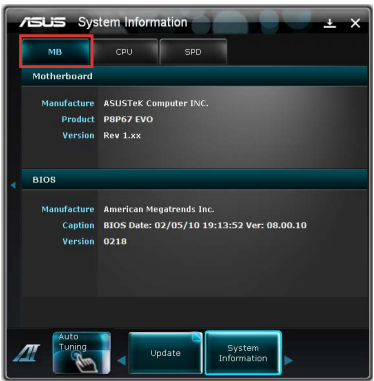 ASUS System Information
MB CPU SPD
Motherboard
Manufacture ASUSTeK Computer INC.
Product P8P67 EVO
Version Rev 1.xx
BIOS
Manufacture American Megatrends Inc.
Caption BIOS Date: 02/05/10 19:13:52 Ver: 08.00.10
Version 0218
Auto
Tuning
Update
System
Information